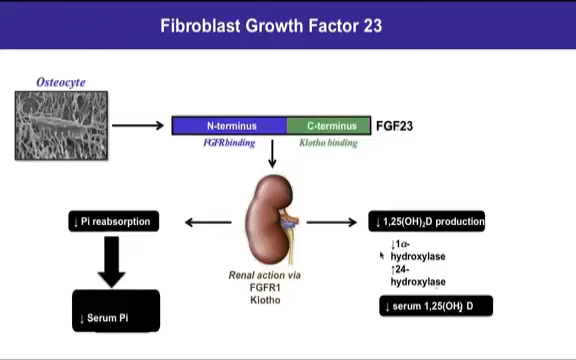 Fibroblast Growth Factor 23
Osteocyte
N-terminus
C-terminus
FGF23
FGFRbinding
Klotho binding
↓ Pi reabsorption
↓ 1,25(OH)₂D production
↓1α-
hydroxylase
↑24-
hydroxylase
Renal action via
FGFR1
Klotho
↓ Serum Pi
↓ serum 1,25(OH)₂ D